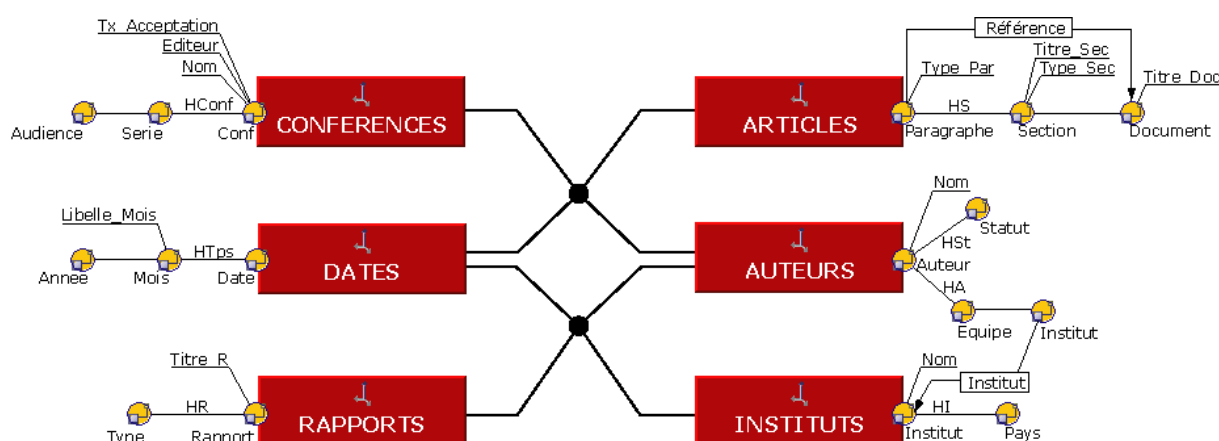 Tx_Acceptation
Editeur
Nom
HConf
Audience
Serie
Conf
CONFERENCES
Référence
Titre_Sec
Type_Par
Type_Sec
Titre_Doc
HS
ARTICLES
Paragraphe
Section
Document
Libelle_Mois
HTps
Annee
Mois
Date
DATES
Nom
Statut
HSt
Auteur
AUTEURS
HA
Equipe
Institut
Titre_R
HR
Type
Rapport
RAPPORTS
Nom
Institut
HI
INSTITUTS
Institut
Pays